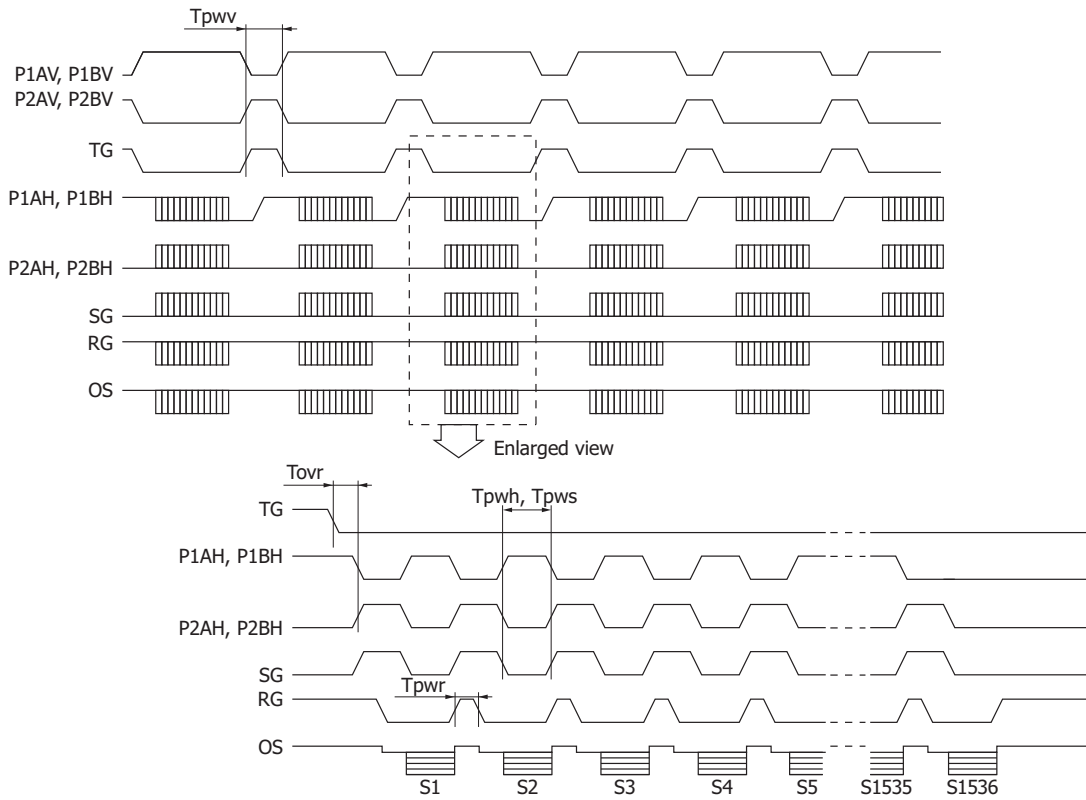 Tpwv
P1AV, P1BV
P2AV, P2BV
TG
P1AH, P1BH
P2AH, P2BH
SG
RG
OS
Enlarged view
Tovr
Tpwh, Tpws
TG
P1AH, P1BH
P2AH, P2BH
SG
Tpwr
RG
OS
S1 S2 S3 S4 S5 S1535 S1536